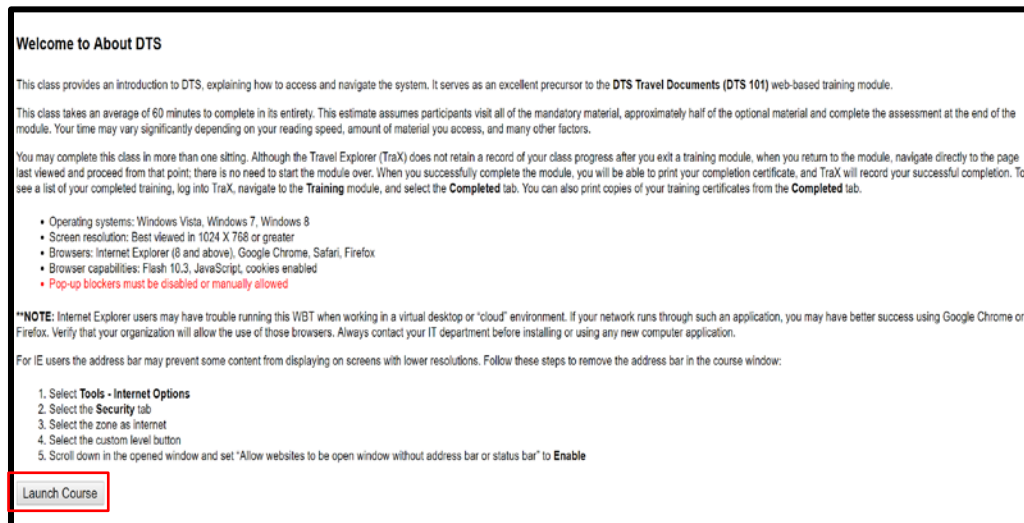 Welcome to About DTS
This class provides an introduction to DTS, explaining how to access and navigate the system. It serves as an excellent precursor to the DTS Travel Documents (DTS 101) web-based training module.
This class takes an average of 60 minutes to complete in its entirety. This estimate assumes participants visit all of the mandatory material, approximately half of the optional material and complete the assessment at the end of the
module. Your time may vary significantly depending on your reading speed, amount of material you access, and many other factors.
You may complete this class in more than one sitting. Although the Travel Explorer (TraX) does not retain a record of your class progress after you exit a training module, when you return to the module, navigate directly to the page
last viewed and proceed from that point; there is no need to start the module over. When you successfully complete the module, you will be able to print your completion certificate, and TraX will record your successful completion. To
see a list of your completed training, log into TraX, navigate to the Training module, and select the Completed tab. You can also print copies of your training certificates from the Completed tab.
• Operating systems: Windows Vista, Windows 7, Windows 8
• Screen resolution: Best viewed in 1024 X 768 or greater
• Browsers: Internet Explorer (8 and above), Google Chrome, Safari, Firefox
• Browser capabilities: Flash 10.3, JavaScript, cookies enabled
• Pop-up blockers must be disabled or manually allowed
**NOTE: Internet Explorer users may have trouble running this WBT when working in a virtual desktop or "cloud" environment. If your network runs through such an application, you may have better success using Google Chrome or
Firefox. Verify that your organization will allow the use of those browsers. Always contact your IT department before installing or using any new computer application.
For IE users the address bar may prevent some content from displaying on screens with lower resolutions. Follow these steps to remove the address bar in the course window:
1. Select Tools - Internet Options
2. Select the Security tab
3. Select the zone as internet
4. Select the custom level button
5. Scroll down in the opened window and set "Allow websites to be open window without address bar or status bar" to Enable
Launch Course